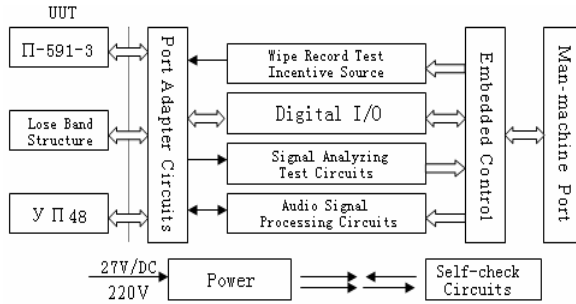 UUT
П-591-3
Lose Band
Structure
У П 48
Port Adapter Circuits
Wipe Record Test
Incentive Source
Digital I/O
Signal Analyzing
Test Circuits
Audio Signal
Processing Circuits
Embedded Control
Man-machine Port
27V/DC
220V
Power
Self-check
Circuits